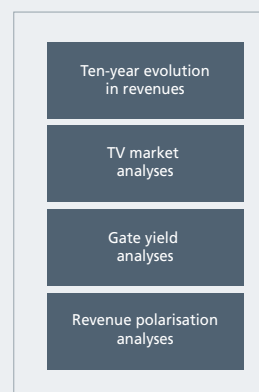 Ten-year evolution
in revenues
TV market
analyses
Gate yield
analyses
Revenue polarisation
analyses